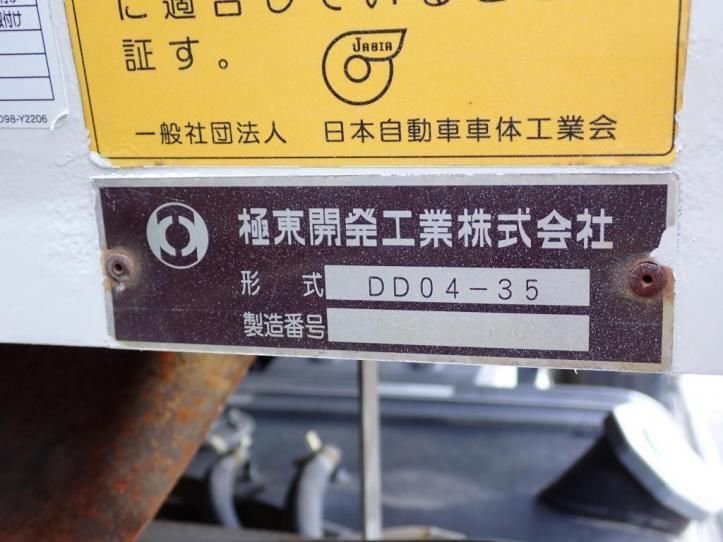 に適合していること
証す。
JABIA
一般社団法人 日本自動車車体工業会
098-Y2206
極東開発工業株式会社
形式 DD04-35
製造番号